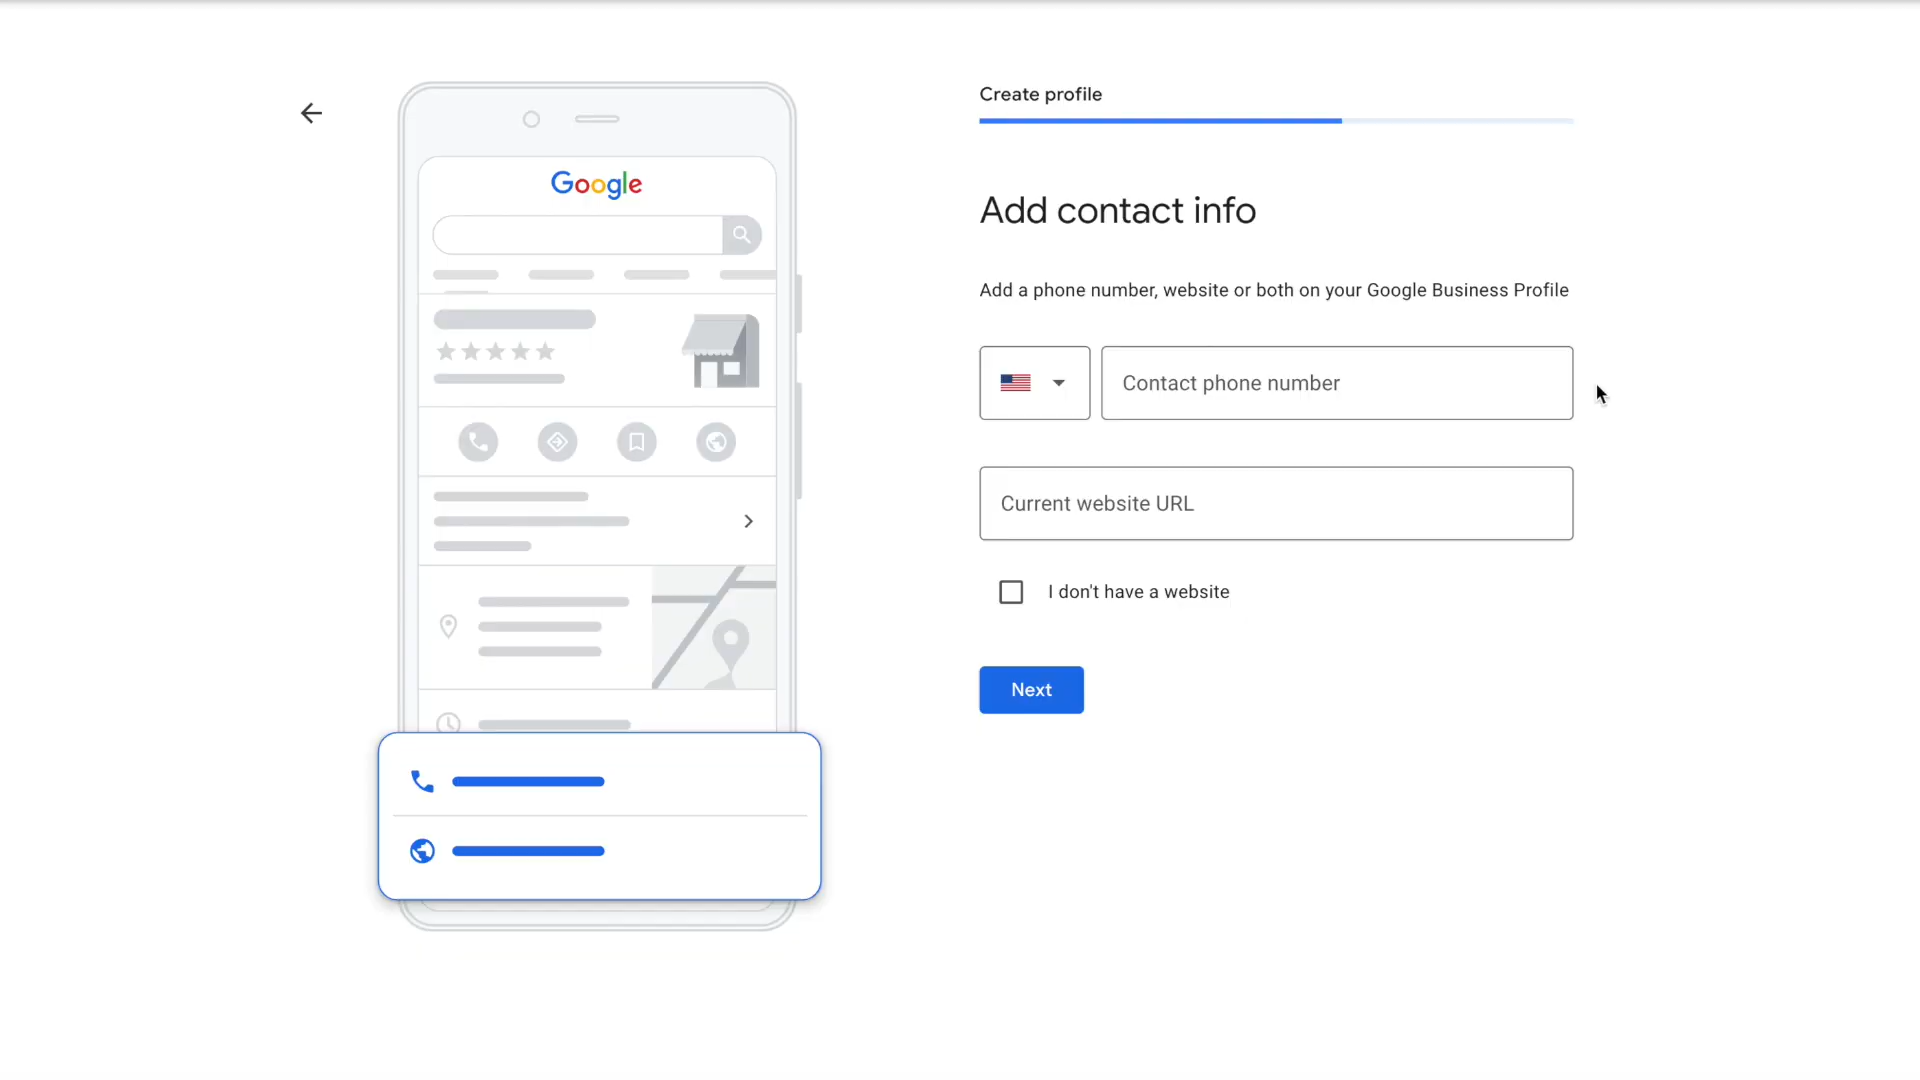 Google
Create profile
Add contact info
Add a phone number, website or both on your Google Business Profile
Contact phone number
Current website URL
I don't have a website
Next